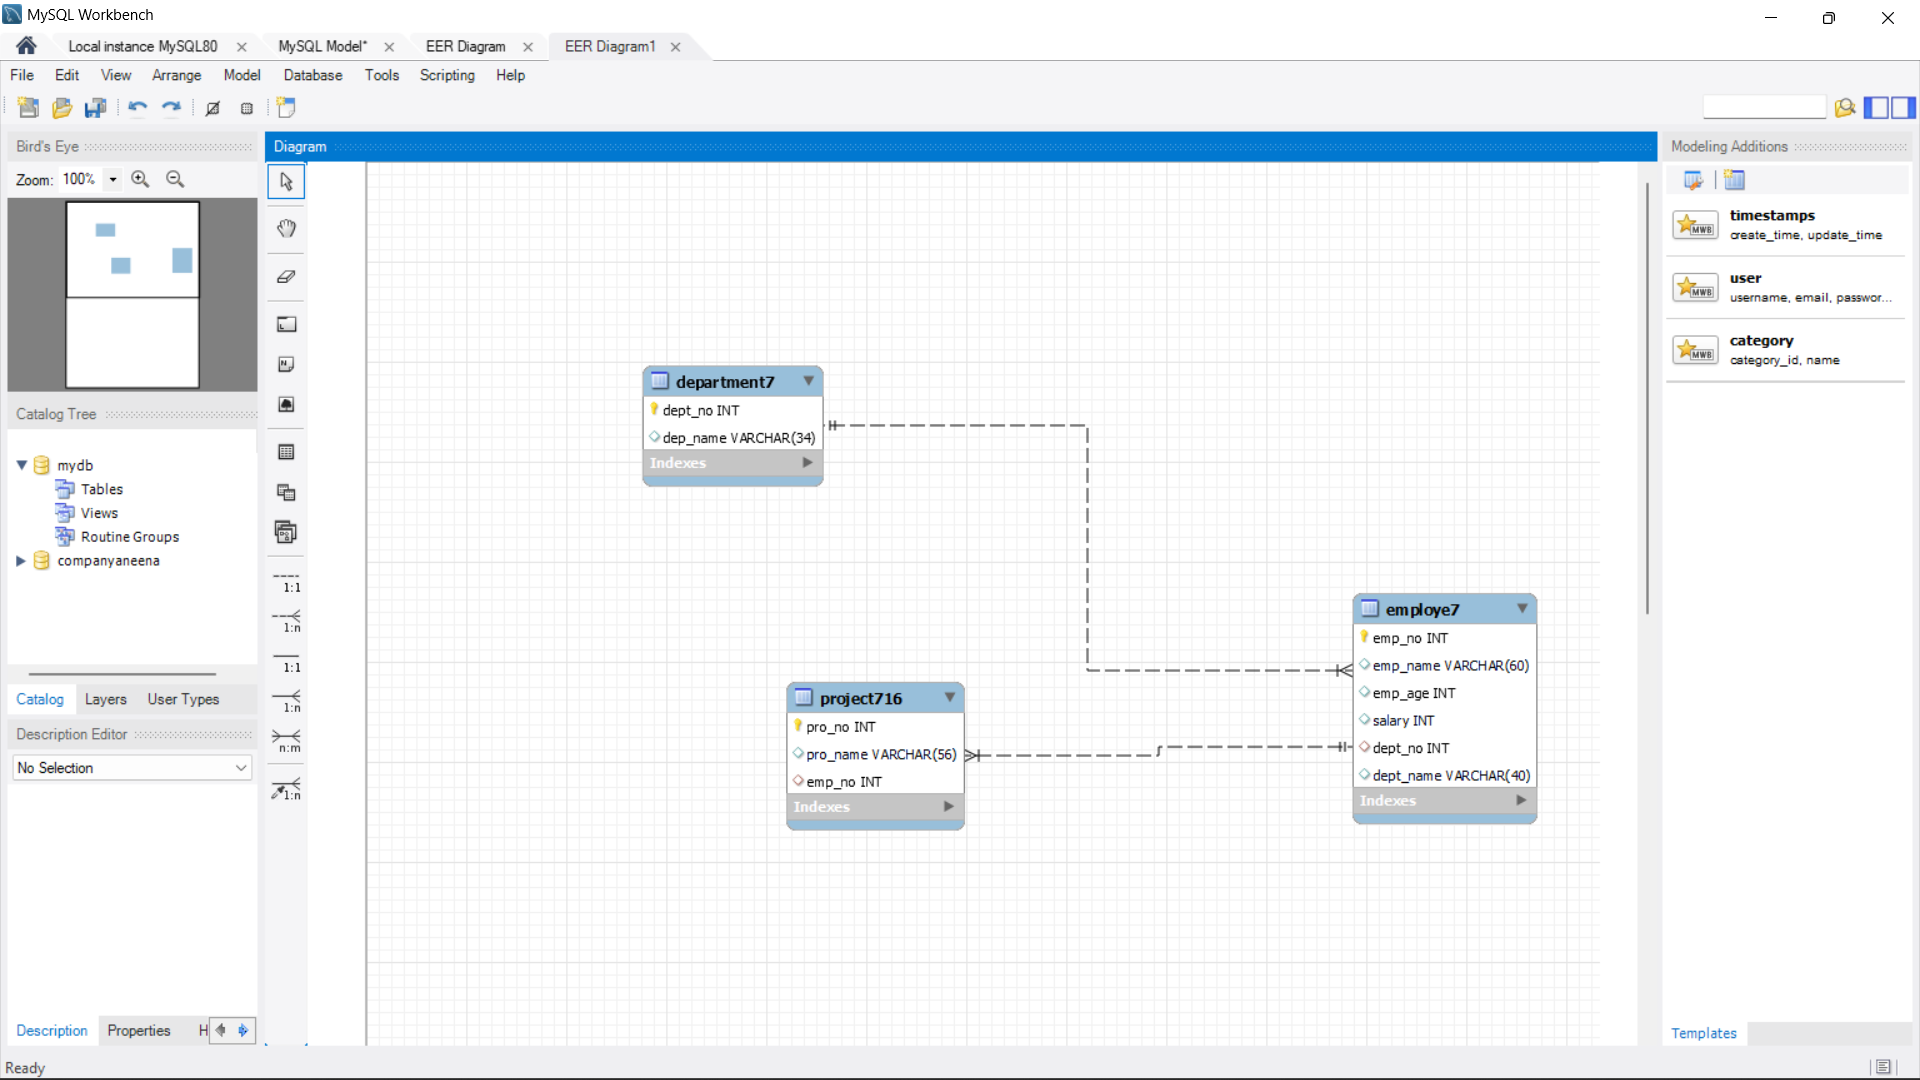 MySQL Workbench
Local instance MySQL80
MySQL Model*
EER Diagram
EER Diagram1
File Edit View Arrange Model Database Tools Scripting Help
Bird's Eye
Zoom: 100%
Catalog Tree
mydb
Tables
Views
Routine Groups
companyaneena
Catalog Layers User Types
Description Editor
No Selection
Description Properties H
Diagram
1:1
1:n
1:1
1:n
n:m
1:n
department7
dept_no INT
dep_name VARCHAR(34)
Indexes
project716
pro_no INT
pro_name VARCHAR(56)
emp_no INT
Indexes
employe7
emp_no INT
emp_name VARCHAR(60)
emp_age INT
salary INT
dept_no INT
dept_name VARCHAR(40)
Indexes
Modeling Additions
MWB
timestamps
create_time, update_time
MWB
user
username, email, passwor...
MWB
category
category_id, name
Templates
Ready